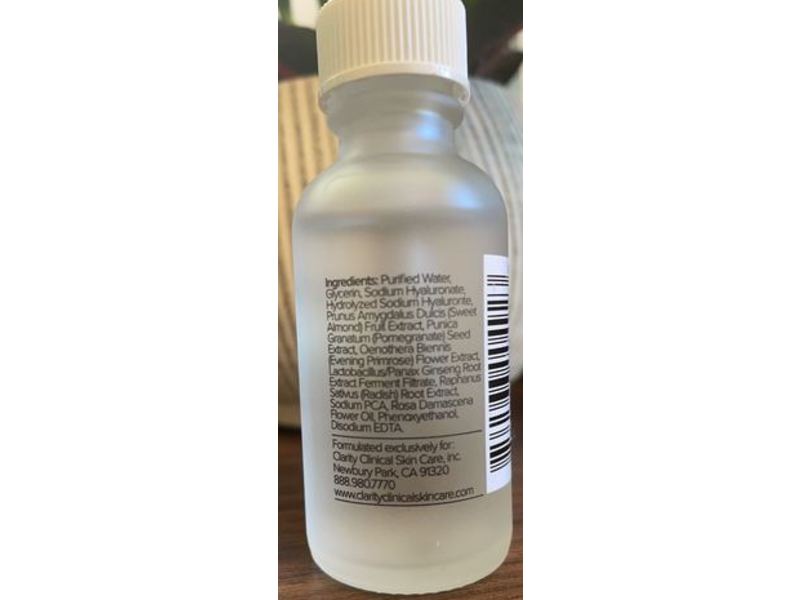 Ingredients: Purified Water,
Glycerin, Sodium Hyaluronate,
Hydrolyzed Sodium Hyaluronte,
Prunus Amygdalus Dulcis (Sweet
Almond) Fruit Extract, Punica
Granatum (Pomegranate) Seed
Extract, Oenothera Biennis
(Evening Primrose) Flower Extract,
Lactobacillus/Panax Ginseng Root
Extract Ferment Filtrate, Raphanus
Sativus (Radish) Root Extract,
Sodium PCA, Rosa Damascena
Flower Oil, Phenoxyethanol,
Disodium EDTA.
Formulated exclusively for:
Clarity Clinical Skin Care, inc.
Newbury Park, CA 91320
888.980.7770
www.clarityclinicalskincare.com